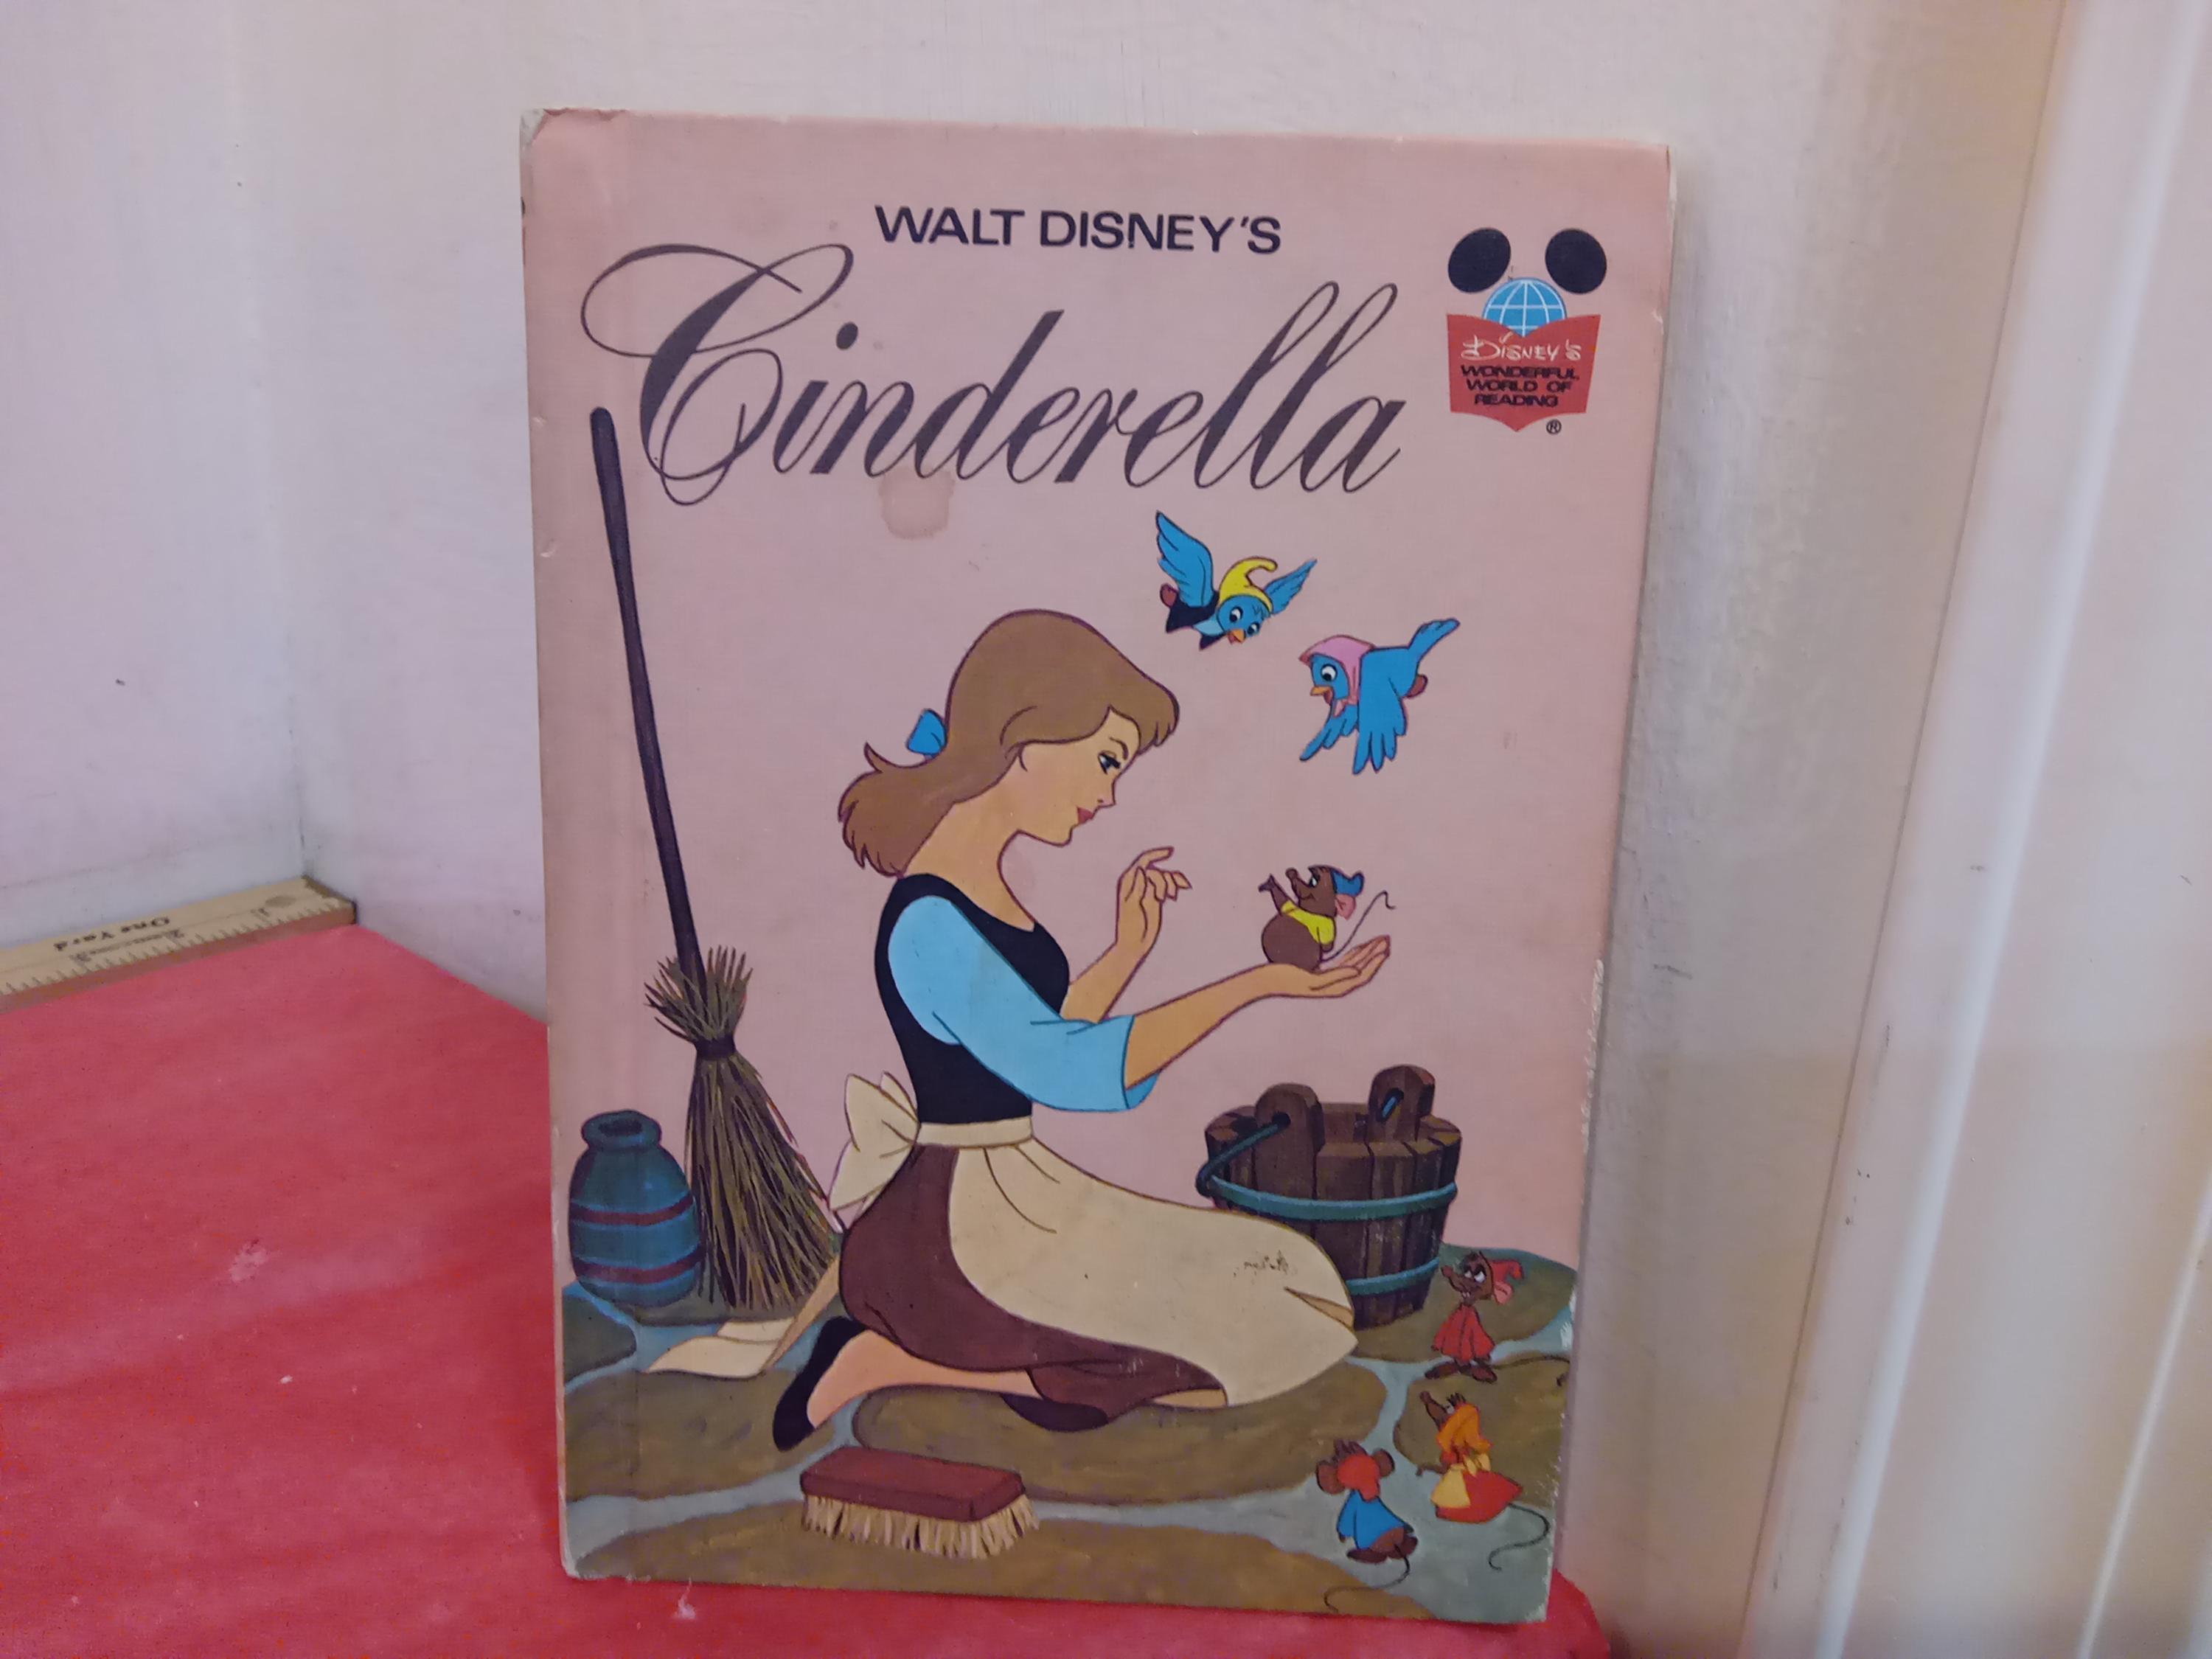 WALT DISNEY'S
Cinderella
DISNEY'S
WONDERFUL
WORLD OF
READING
®
One Yard